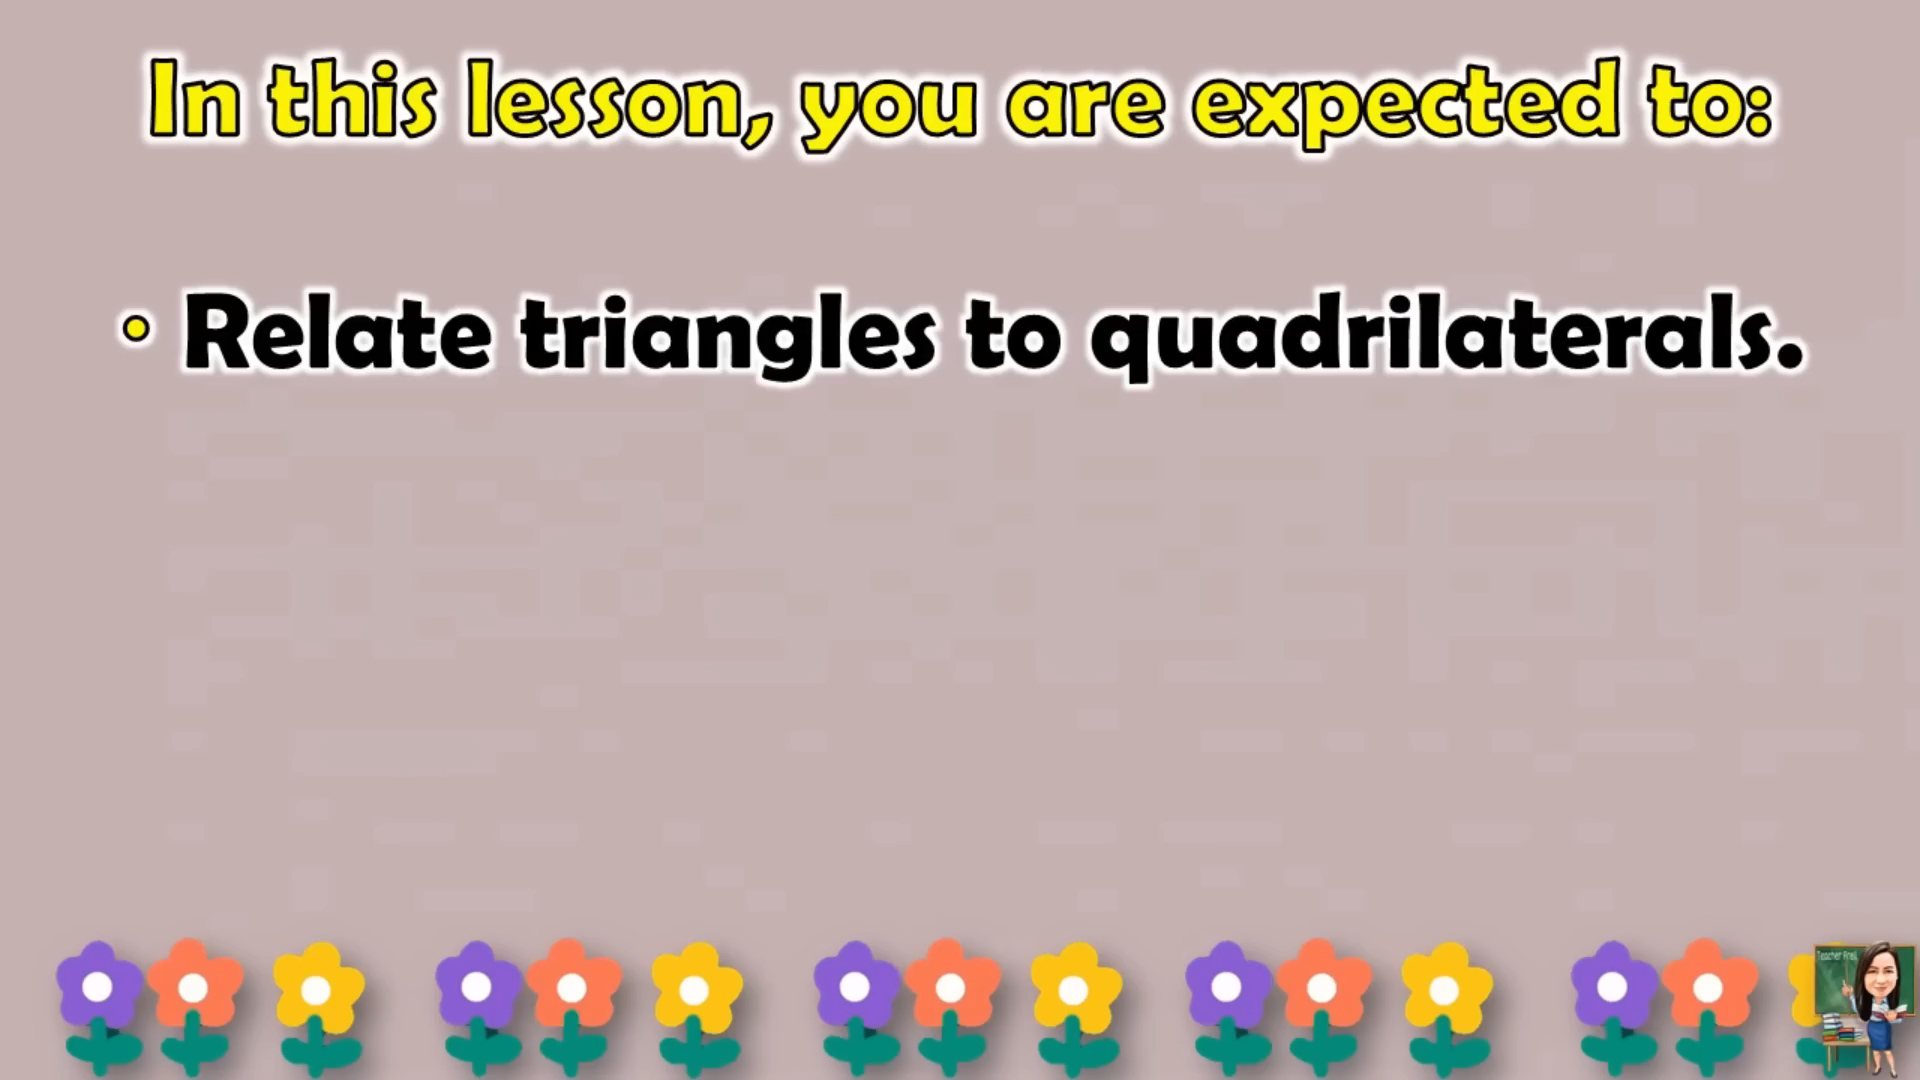 In this lesson, you are expected to:
• Relate triangles to quadrilaterals.